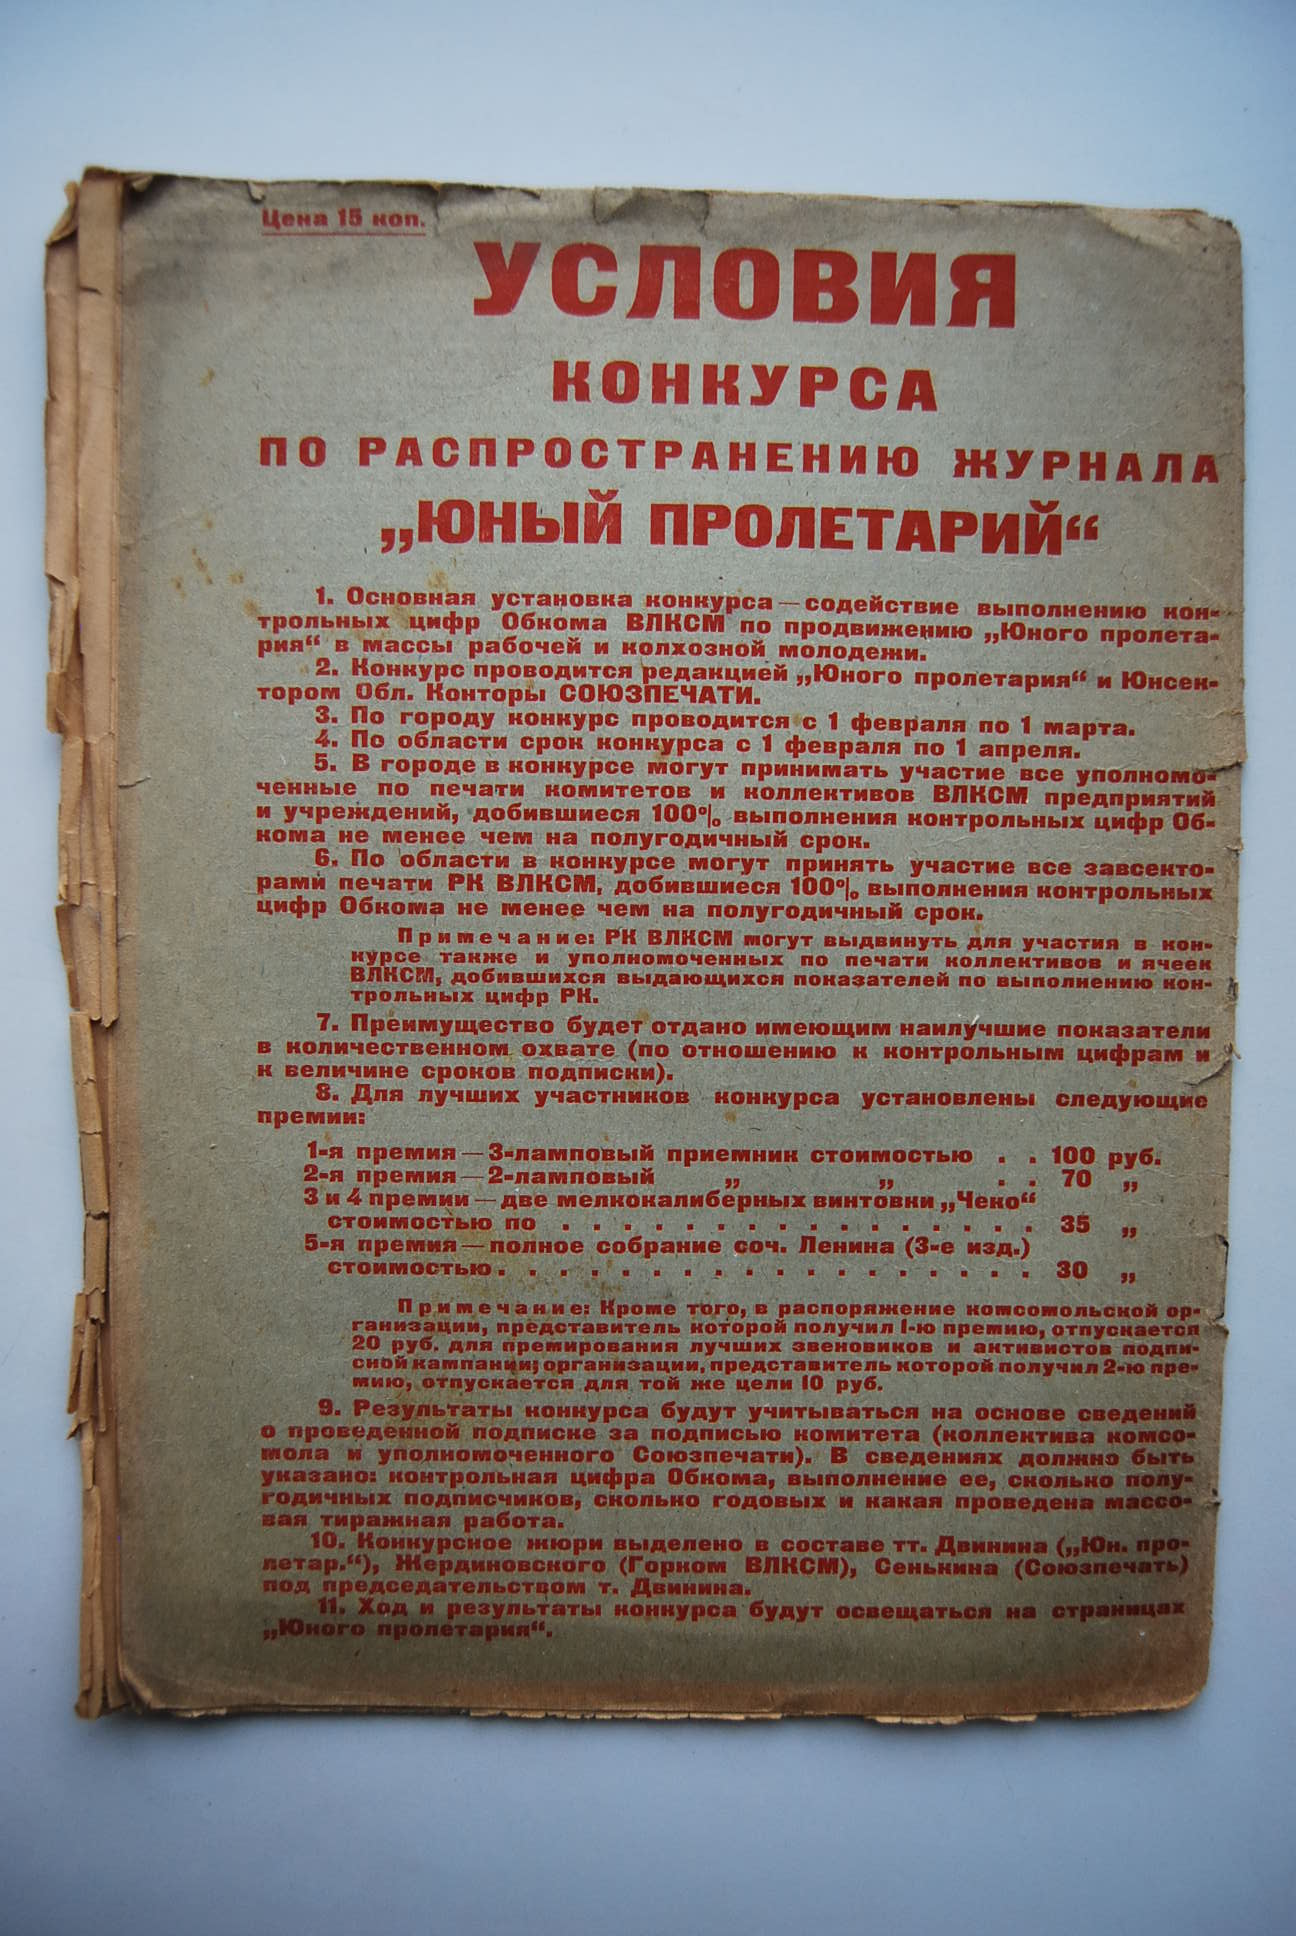 Цена 15 коп.
УСЛОВИЯ
КОНКУРСА
ПО РАСПРОСТРАНЕНИЮ ЖУРНАЛА
„ЮНЫЙ ПРОЛЕТАРИЙ“
1. Основная установка конкурса—содействие выполнению кон-
трольных цифр Обкома ВЛКСМ по продвижению „Юного пролета-
рия“ в массы рабочей и колхозной молодежи.
2. Конкурс проводится редакцией „Юного пролетария“ и Юнсек-
тором Обл. Конторы СОЮЗПЕЧАТИ.
3. По городу конкурс проводится с 1 февраля по 1 марта.
4. По области срок конкурса с 1 февраля по 1 апреля.
5. В городе в конкурсе могут принимать участие все уполномо-
ченные по печати комитетов и коллективов ВЛКСМ предприятий
и учреждений, добившиеся 100% выполнения контрольных цифр Об-
кома не менее чем на полугодичный срок.
6. По области в конкурсе могут принять участие все завсекто-
рами печати РК ВЛКСМ, добившиеся 100% выполнения контрольных
цифр Обкома не менее чем на полугодичный срок.
Примечание: РК ВЛКСМ могут выдвинуть для участия в кон-
курсе также и уполномоченных по печати коллективов и ячеек
ВЛКСМ, добившихся выдающихся показателей по выполнению кон-
трольных цифр РК.
7. Преимущество будет отдано имеющим наилучшие показатели
в количественном охвате (по отношению к контрольным цифрам и
к величине сроков подписки).
8. Для лучших участников конкурса установлены следующие
премии:
1-я премия—3-ламповый приемник стоимостью . . 100 руб.
2-я премия—2-ламповый „ „ . . 70 „
3 и 4 премии—две мелкокалиберных винтовки „Чеко“
стоимостью по . . . . . . . . . . . . . . . . 35 „
5-я премия—полное собрание соч. Ленина (3-е изд.)
стоимостью. . . . . . . . . . . . . . . . . . 30 „
Примечание: Кроме того, в распоряжение комсомольской ор-
ганизации, представитель которой получил 1-ю премию, отпускается
20 руб. для премирования лучших звеновиков и активистов подпи-
сной кампании; организации, представитель которой получил 2-ю пре-
мию, отпускается для той же цели 10 руб.
9. Результаты конкурса будут учитываться на основе сведений
о проведенной подписке за подписью комитета (коллектива комсо-
мола и уполномоченного Союзпечати). В сведениях должно быть
указано: контрольная цифра Обкома, выполнение ее, сколько полу-
годичных подписчиков, сколько годовых и какая проведена массо-
вая тиражная работа.
10. Конкурсное жюри выделено в составе тт. Двинина („Юн. про-
летар.“), Жердиновского (Горком ВЛКСМ), Сенькина (Союзпечать)
под председательством т. Двинина.
11. Ход и результаты конкурса будут освещаться на страницах
„Юного пролетария“.